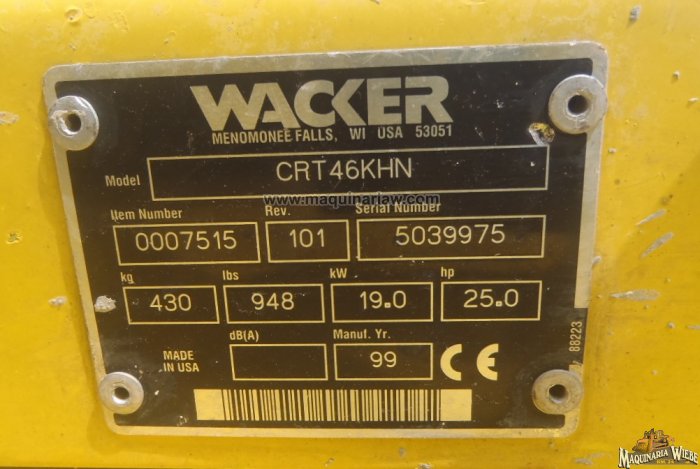 WACKER
MENOMONEE FALLS, WI USA 53051
Model CRT46KHN
www.maquinariaw.com
Item Number Rev. Serial Number
0007515 101 5039975
kg lbs kW hp
430 948 19.0 25.0
dB(A) Manuf. Yr.
MADE
IN USA
99
CE
88223
MAQUINARIA WIEBE